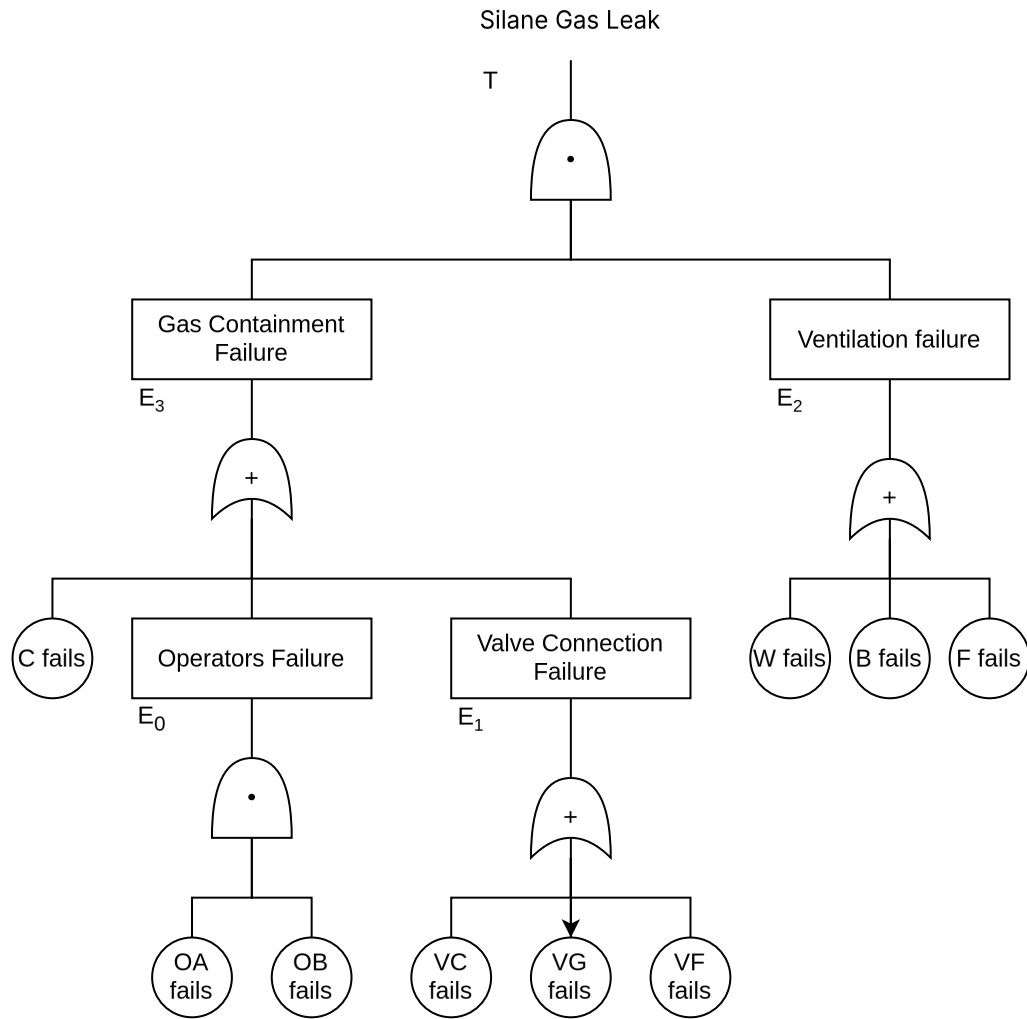 Silane Gas Leak
T
•
Gas Containment
Failure
Ventilation failure
E3
E2
+
+
C fails
Operators Failure
Valve Connection
Failure
W fails
B fails
F fails
E0
E1
•
+
OA
fails
OB
fails
VC
fails
VG
fails
VF
fails